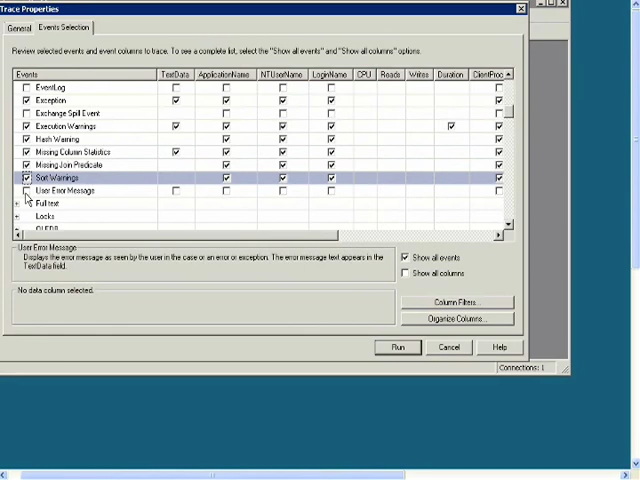 Trace Properties
General
Events Selection
Review selected events and event columns to trace. To see a complete list, select the "Show all events" and "Show all columns" options.
Events TextData ApplicationName NTUserName LoginName CPU Reads Writes Duration ClientProc
EventLog
Exception
Exchange Spill Event
Execution Warnings
Hash Warning
Missing Column Statistics
Missing Join Predicate
Sort Warnings
User Error Message
Full text
Locks
OLEDB
User Error Message
Displays the error message as seen by the user in the case or an error or exception. The error message text appears in the
TextData field.
Show all events
Show all columns
No data column selected.
Column Filters...
Organize Columns...
Run Cancel Help
Connections: 1